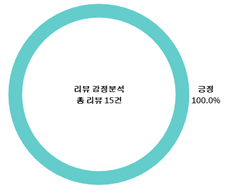 리뷰 감정분석
총 리뷰 15건
긍정
100.0%